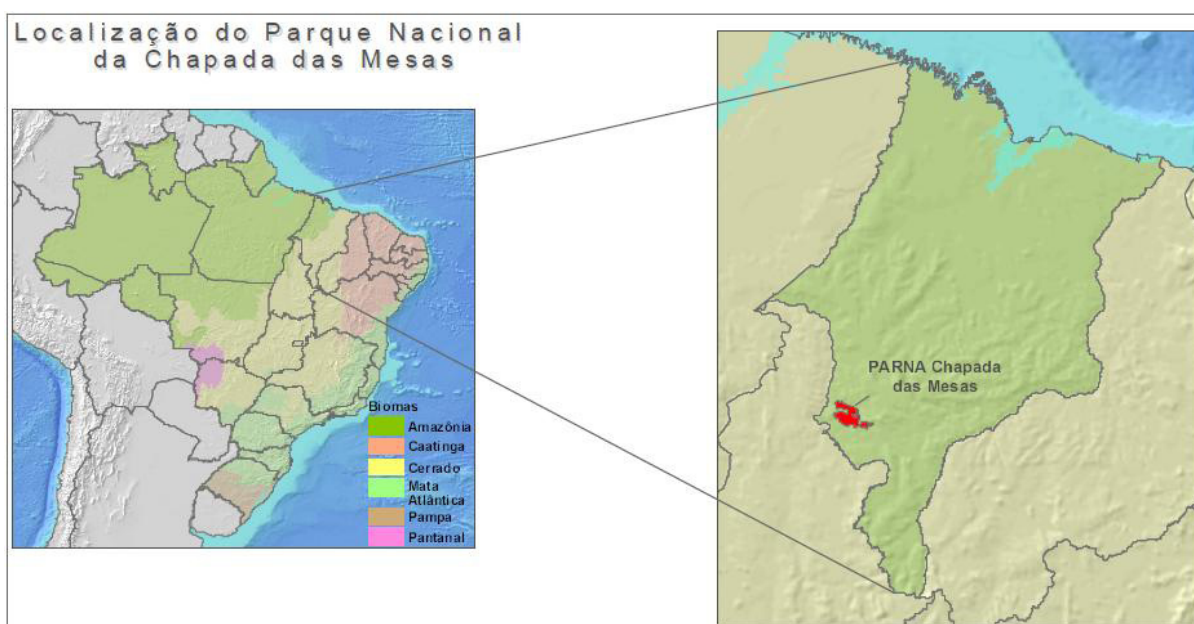 Localização do Parque Nacional
da Chapada das Mesas
Biomas
Amazônia
Caatinga
Cerrado
Mata
Atlântica
Pampa
Pantanal
PARNA Chapada
das Mesas